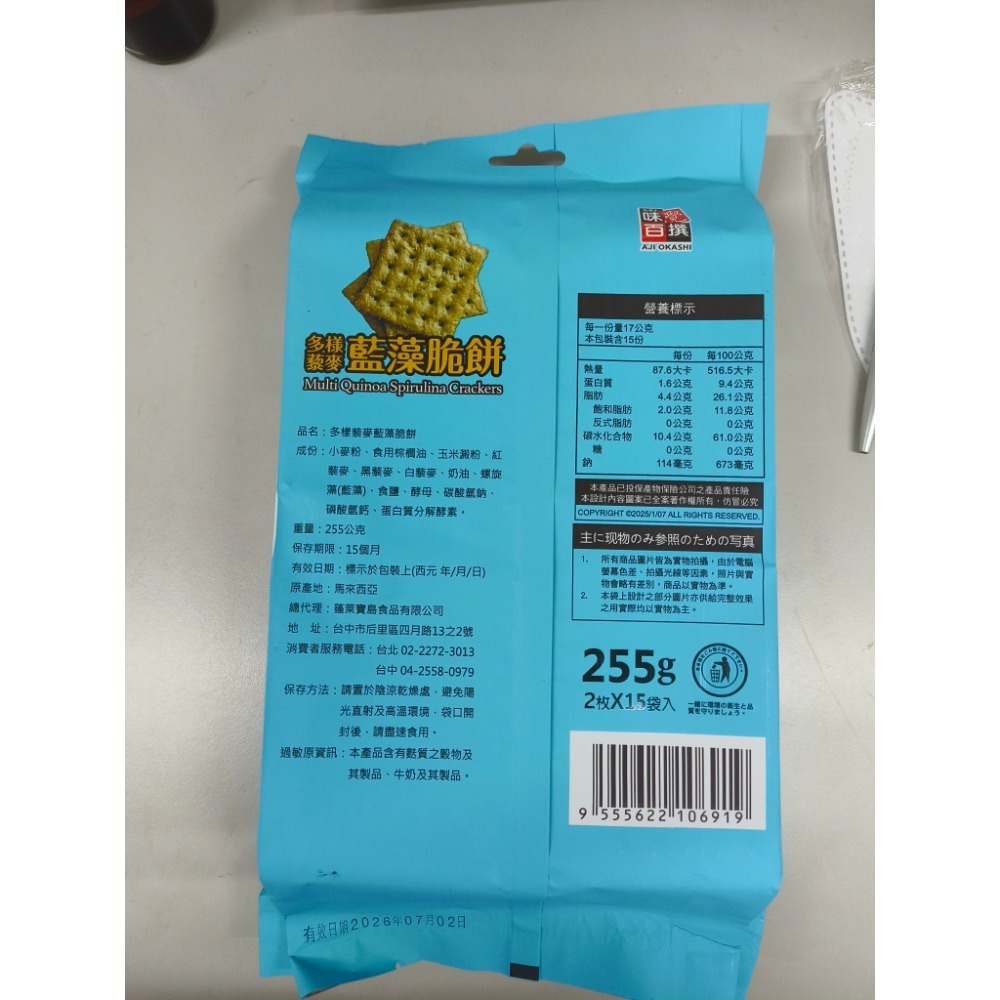 味百撰
AJI OKASHI
多樣藜麥 藍藻脆餅
Multi Quinoa Spirulina Crackers
品名：多樣藜麥藍藻脆餅
成份：小麥粉、食用棕櫚油、玉米澱粉、紅
藜麥、黑藜麥、白藜麥、奶油、螺旋
藻(藍藻)、食鹽、酵母、碳酸氫鈉、
磷酸氫鈣、蛋白質分解酵素。
重量：255公克
保存期限：15個月
有效日期：標示於包裝上(西元 年/月/日)
原產地：馬來西亞
總代理：蓬萊寶島食品有限公司
地　址：台中市后里區四月路13之2號
消費者服務電話：台北 02-2272-3013
台中 04-2558-0979
保存方法：請置於陰涼乾燥處，避免陽
光直射及高溫環境，袋口開
封後，請盡速食用。
過敏原資訊：本產品含有麩質之穀物及
其製品、牛奶及其製品。
有效日期2026年07月02日
營養標示
每一份量17公克
本包裝含15份
每份 每100公克
熱量 87.6大卡 516.5大卡
蛋白質 1.6公克 9.4公克
脂肪 4.4公克 26.1公克
飽和脂肪 2.0公克 11.8公克
反式脂肪 0公克 0公克
碳水化合物 10.4公克 61.0公克
糖 0公克 0公克
鈉 114毫克 673毫克
本產品已投保產物保險公司之產品責任險
本設計內容圖案已全案著作權所有，仿冒必究
COPYRIGHT ©2025/1/07 ALL RIGHTS RESERVED.
主に現物のみ参照のための写真
1. 所有商品圖片皆為實物拍攝，由於電腦
螢幕色差、拍攝光線等因素，照片與實
物會略有差別，商品以實物為準。
2. 本袋上設計之部分圖片亦供給完整效果
之用實際均以實物為主。
255g
2枚X15袋入
一緒に環境の衛生と品
質を守りましょう。
9 555622 106919